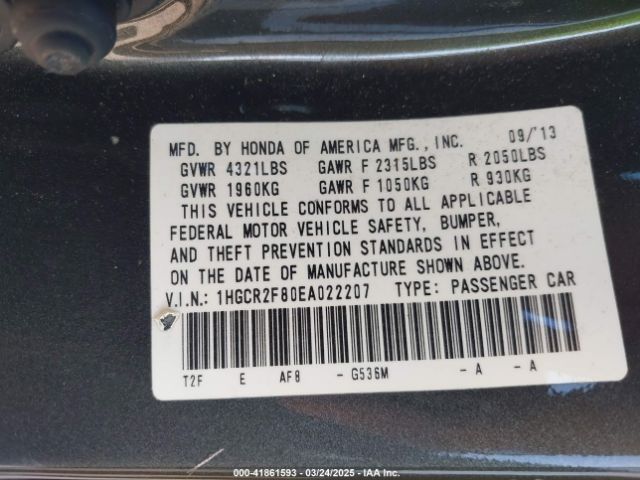 MFD. BY HONDA OF AMERICA MFG., INC. 09/'13
GVWR 4321LBS GAWR F 2315LBS R 2050LBS
GVWR 1960KG GAWR F 1050KG R 930KG
THIS VEHICLE CONFORMS TO ALL APPLICABLE
FEDERAL MOTOR VEHICLE SAFETY, BUMPER,
AND THEFT PREVENTION STANDARDS IN EFFECT
ON THE DATE OF MANUFACTURE SHOWN ABOVE.
V.I.N.: 1HGCR2F80EA022207 TYPE: PASSENGER CAR
T2F E AF8 - G536M - A - A
000-41861593 - 03/24/2025 - IAA Inc.